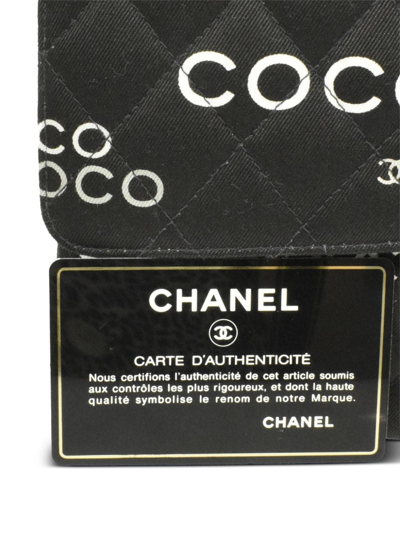 COCO
CO
OCO
CHANEL
CARTE D'AUTHENTICITÉ
Nous certifions l'authenticité de cet article soumis
aux contrôles les plus rigoureux, et dont la haute
qualité symbolise le renom de notre Marque.
CHANEL